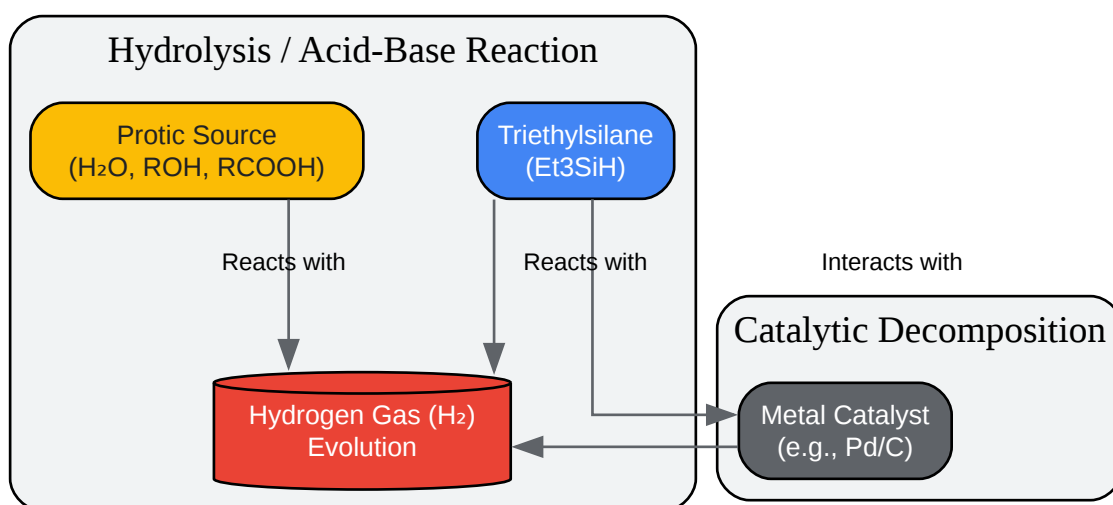 Hydrolysis / Acid-Base Reaction
Protic Source
(H₂O, ROH, RCOOH)
Triethylsilane
(Et3SiH)
Reacts with
Reacts with
Interacts with
Catalytic Decomposition
Hydrogen Gas (H₂)
Evolution
Metal Catalyst
(e.g., Pd/C)